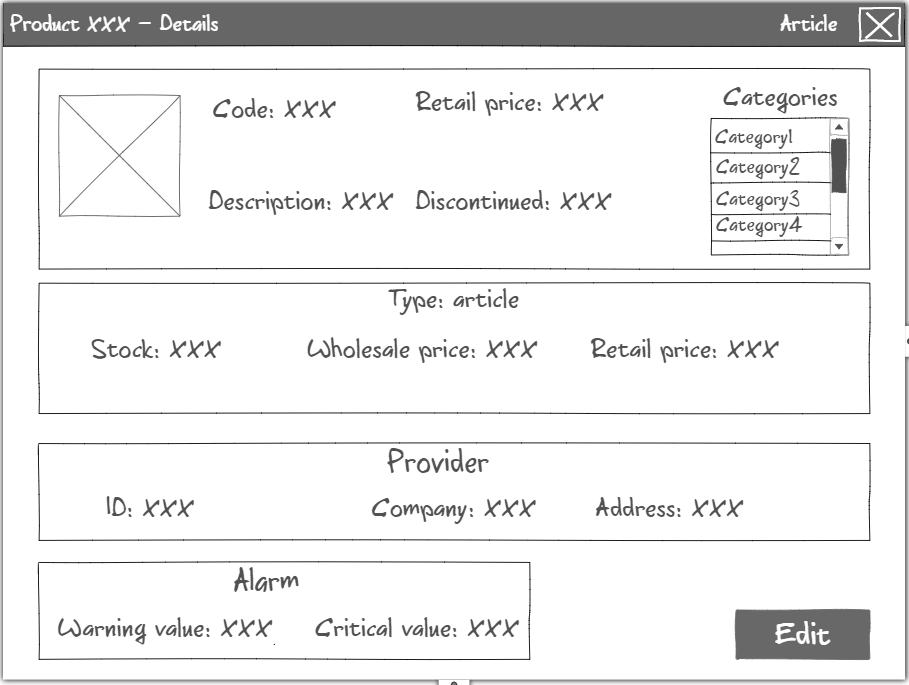 Product XXX - Details Article
Code: XXX Retail price: XXX
Description: XXX Discontinued: XXX
Categories
Category1
Category2
Category3
Category4
Type: article
Stock: XXX Wholesale price: XXX Retail price: XXX
Provider
ID: XXX Company: XXX Address: XXX
Alarm
Warning value: XXX Critical value: XXX
Edit